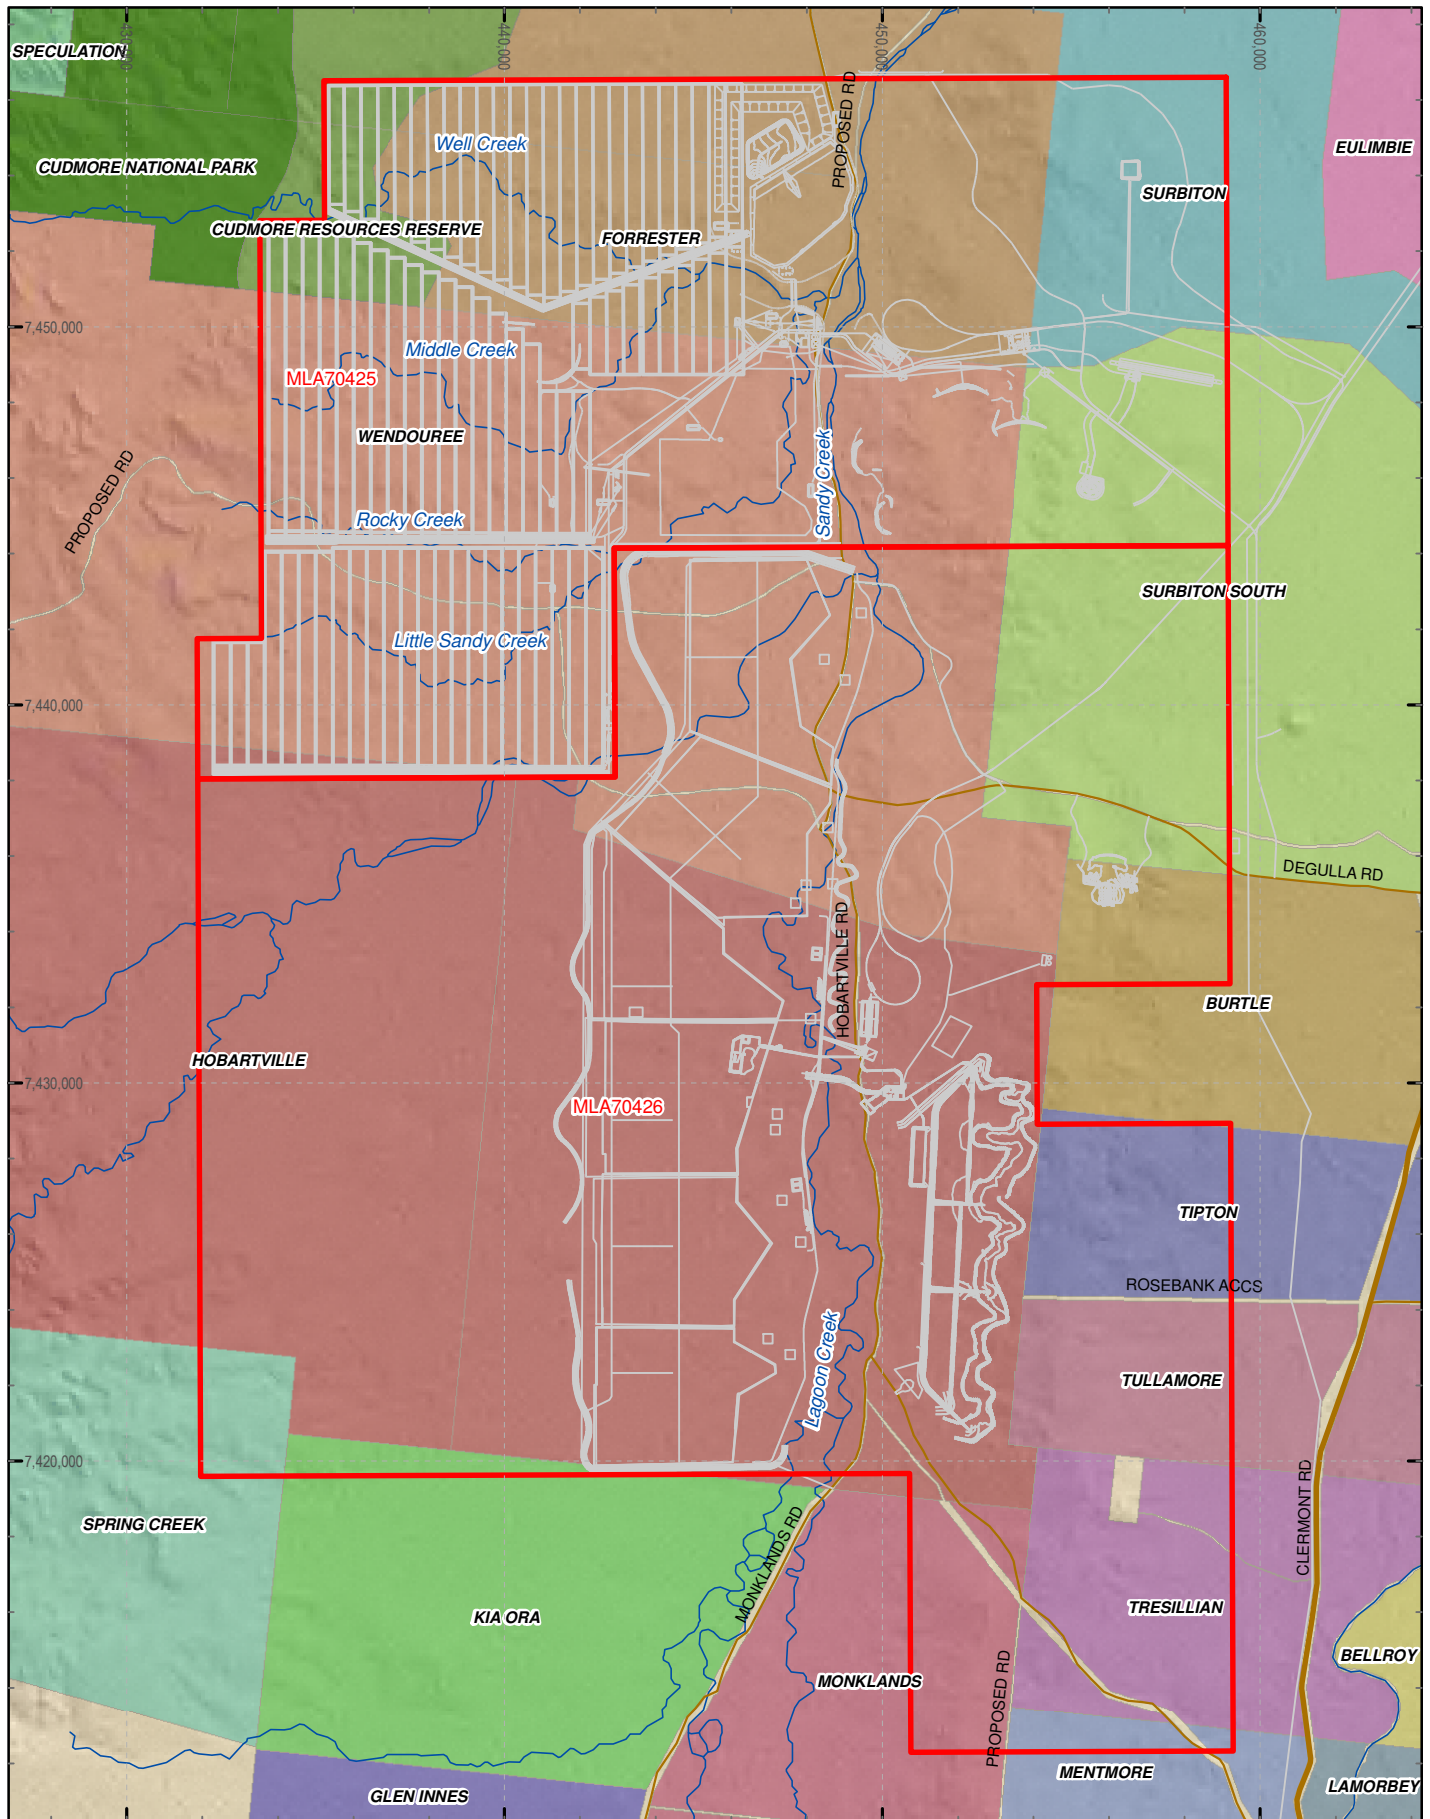 430,000
440,000
450,000
460,000
SPECULATION
CUDMORE NATIONAL PARK
Well Creek
PROPOSED RD
EULIMBIE
SURBITON
CUDMORE RESOURCES RESERVE
FORRESTER
7,450,000
Middle Creek
MLA70425
WENDOUREE
PROPOSED RD
Sandy Creek
Rocky Creek
SURBITON SOUTH
Little Sandy Creek
7,440,000
DEGULLA RD
HOBARTVILLE RD
BURTLE
HOBARTVILLE
7,430,000
MLA70426
TIPTON
ROSEBANK ACCS
Lagoon Creek
TULLAMORE
7,420,000
SPRING CREEK
CLERMONT RD
MONKLANDS RD
KIA ORA
TRESILLIAN
BELLROY
MONKLANDS
PROPOSED RD
MENTMORE
LAMORBEY
GLEN INNES